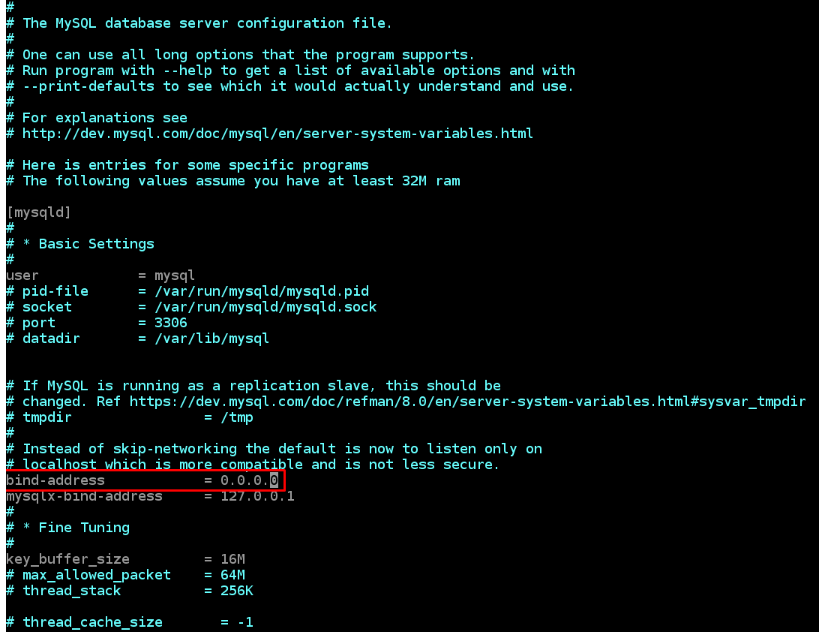 #
# The MySQL database server configuration file.
#
# One can use all long options that the program supports.
# Run program with --help to get a list of available options and with
# --print-defaults to see which it would actually understand and use.
#
# For explanations see
# http://dev.mysql.com/doc/mysql/en/server-system-variables.html
# Here is entries for some specific programs
# The following values assume you have at least 32M ram
[mysqld]
#
# * Basic Settings
#
user            = mysql
# pid-file      = /var/run/mysqld/mysqld.pid
# socket        = /var/run/mysqld/mysqld.sock
# port          = 3306
# datadir       = /var/lib/mysql
# If MySQL is running as a replication slave, this should be
# changed. Ref https://dev.mysql.com/doc/refman/8.0/en/server-system-variables.html#sysvar_tmpdir
# tmpdir                = /tmp
#
# Instead of skip-networking the default is now to listen only on
# localhost which is more compatible and is not less secure.
bind-address            = 0.0.0.0
mysqlx-bind-address     = 127.0.0.1
#
# * Fine Tuning
#
key_buffer_size         = 16M
# max_allowed_packet    = 64M
# thread_stack          = 256K
# thread_cache_size       = -1